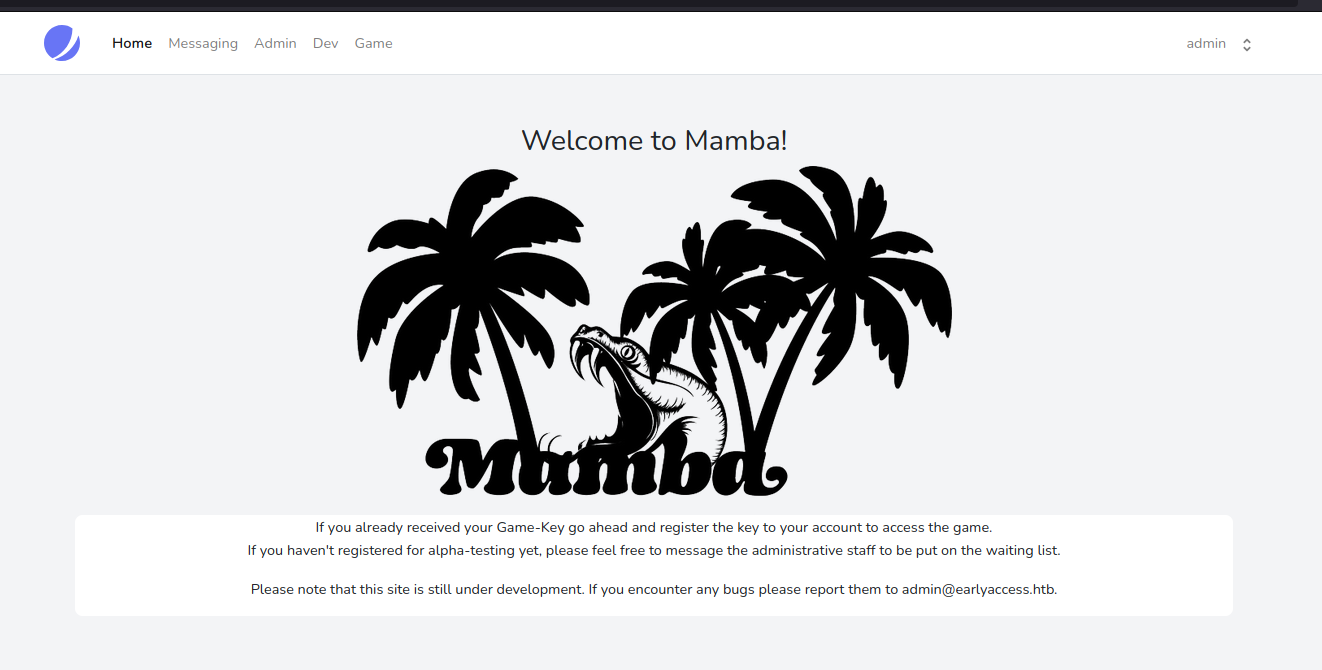 Home Messaging Admin Dev Game admin
Welcome to Mamba!
Mamba
If you already received your Game-Key go ahead and register the key to your account to access the game.
If you haven't registered for alpha-testing yet, please feel free to message the administrative staff to be put on the waiting list.
Please note that this site is still under development. If you encounter any bugs please report them to admin@earlyaccess.htb.